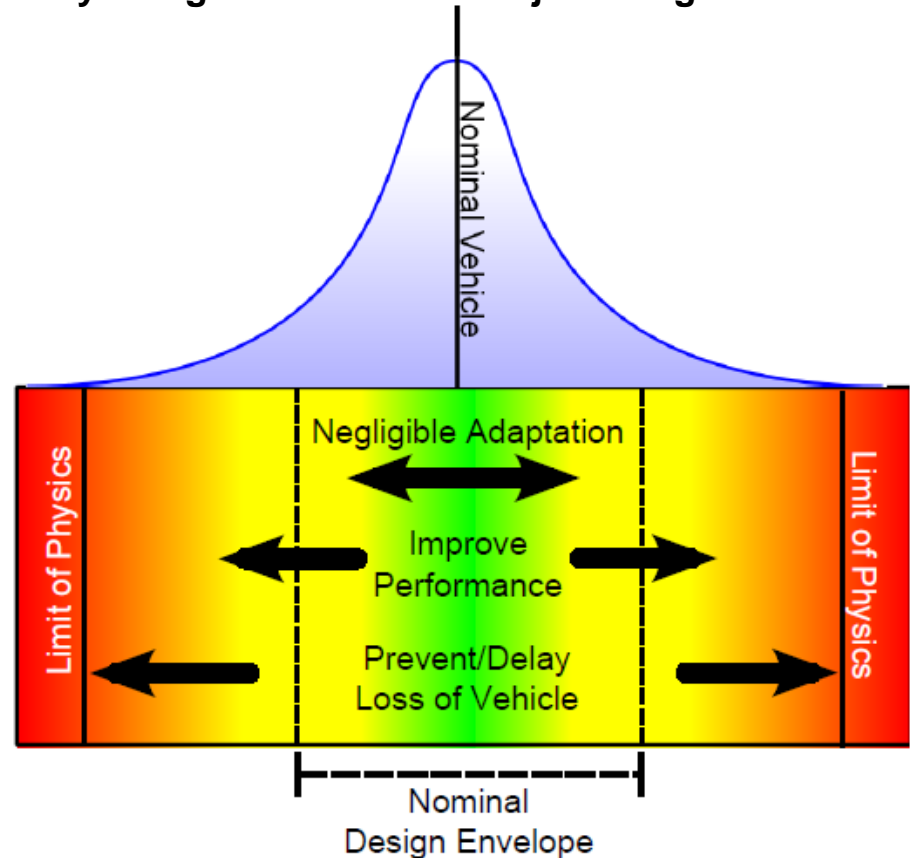 Nominal Vehicle
Negligible Adaptation
Improve
Performance
Prevent/Delay
Loss of Vehicle
Limit of Physics
Limit of Physics
Nominal
Design Envelope